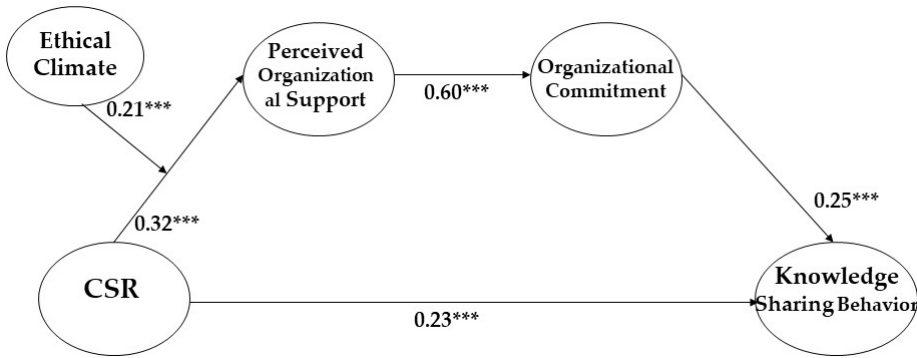 Ethical
Climate
0.21***
Perceived
Organization
al Support
0.60***
Organizational
Commitment
0.32***
0.25***
CSR
0.23***
Knowledge
Sharing Behavior